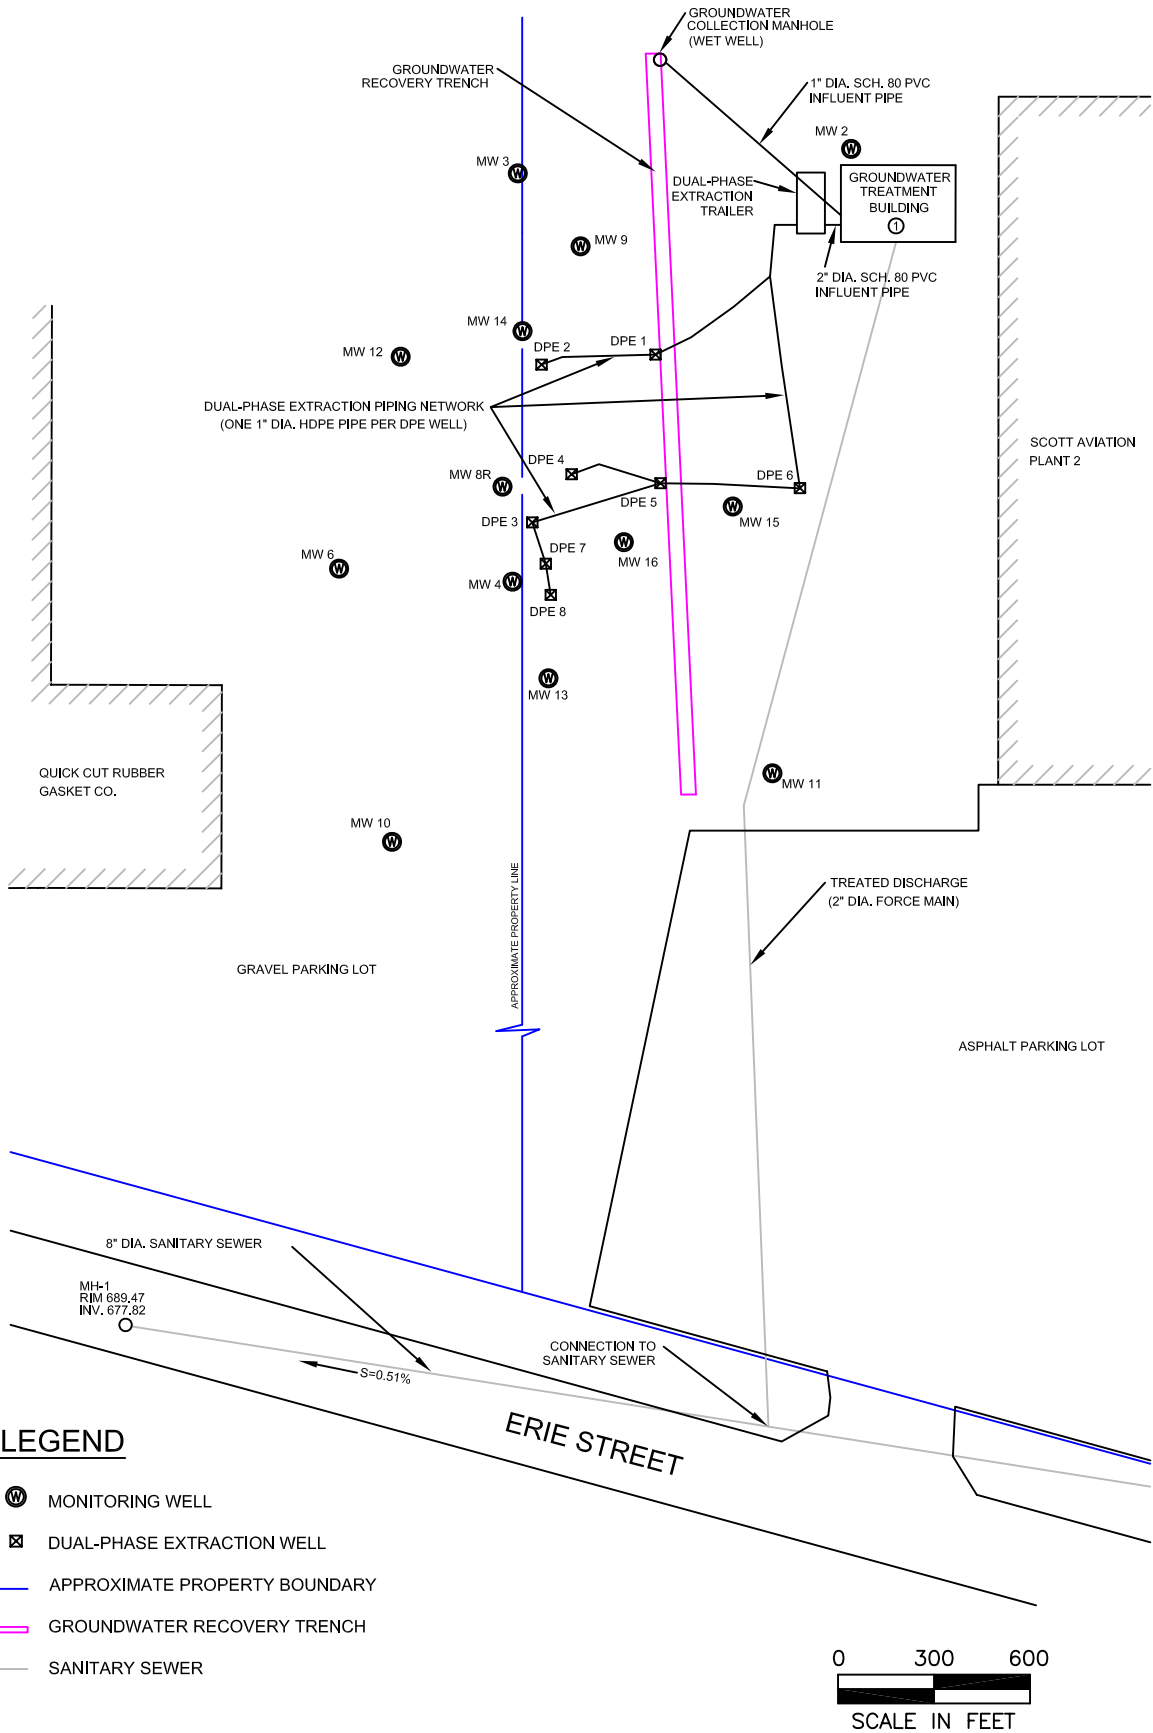 GROUNDWATER
COLLECTION MANHOLE
(WET WELL)
GROUNDWATER
RECOVERY TRENCH
1" DIA. SCH. 80 PVC
INFLUENT PIPE
MW 2
MW 3
DUAL-PHASE
EXTRACTION
TRAILER
GROUNDWATER
TREATMENT
BUILDING
1
MW 9
2" DIA. SCH. 80 PVC
INFLUENT PIPE
MW 14
MW 12
DPE 2
DPE 1
DUAL-PHASE EXTRACTION PIPING NETWORK
(ONE 1" DIA. HDPE PIPE PER DPE WELL)
SCOTT AVIATION
PLANT 2
DPE 4
MW 8R
DPE 6
DPE 5
MW 15
DPE 3
DPE 7
MW 16
MW 6
MW 4
DPE 8
MW 13
QUICK CUT RUBBER
GASKET CO.
MW 11
MW 10
APPROXIMATE PROPERTY LINE
TREATED DISCHARGE
(2" DIA. FORCE MAIN)
GRAVEL PARKING LOT
ASPHALT PARKING LOT
8" DIA. SANITARY SEWER
MH-1
RIM 689.47
INV. 677.82
CONNECTION TO
SANITARY SEWER
S=0.51%
ERIE STREET
LEGEND
W MONITORING WELL
DUAL-PHASE EXTRACTION WELL
APPROXIMATE PROPERTY BOUNDARY
GROUNDWATER RECOVERY TRENCH
SANITARY SEWER
0 300 600
SCALE IN FEET